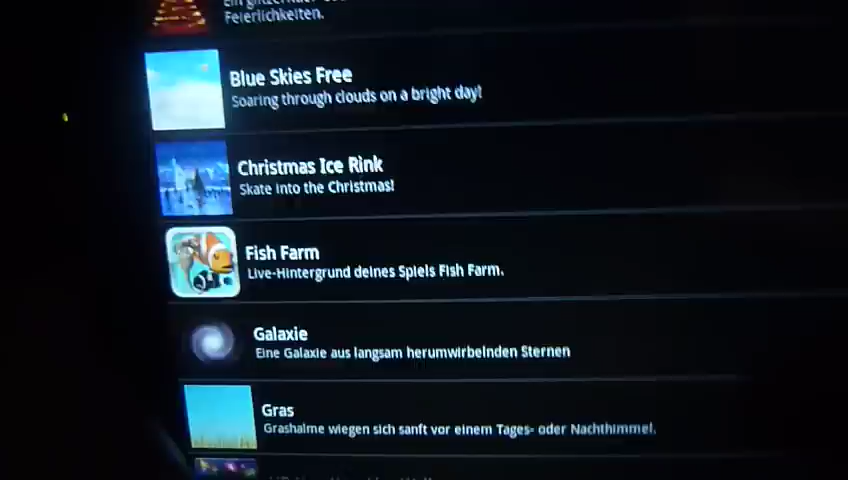 Feierlichkeiten.
Blue Skies Free
Soaring through clouds on a bright day!
Christmas Ice Rink
Skate into the Christmas!
Fish Farm
Live-Hintergrund deines Spiels Fish Farm.
Galaxie
Eine Galaxie aus langsam herumwirbelnden Sternen
Gras
Grashalme wiegen sich sanft vor einem Tages- oder Nachthimmel.